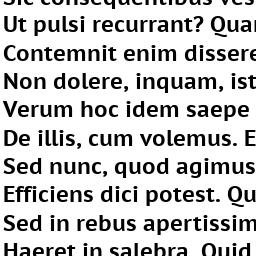 Sic consequentibus ves
Ut pulsi recurrant? Qua
Contemnit enim dissere
Non dolere, inquam, ist
Verum hoc idem saepe
De illis, cum volemus. E
Sed nunc, quod agimus
Efficiens dici potest. Qu
Sed in rebus apertissim
Haeret in salebra. Quid